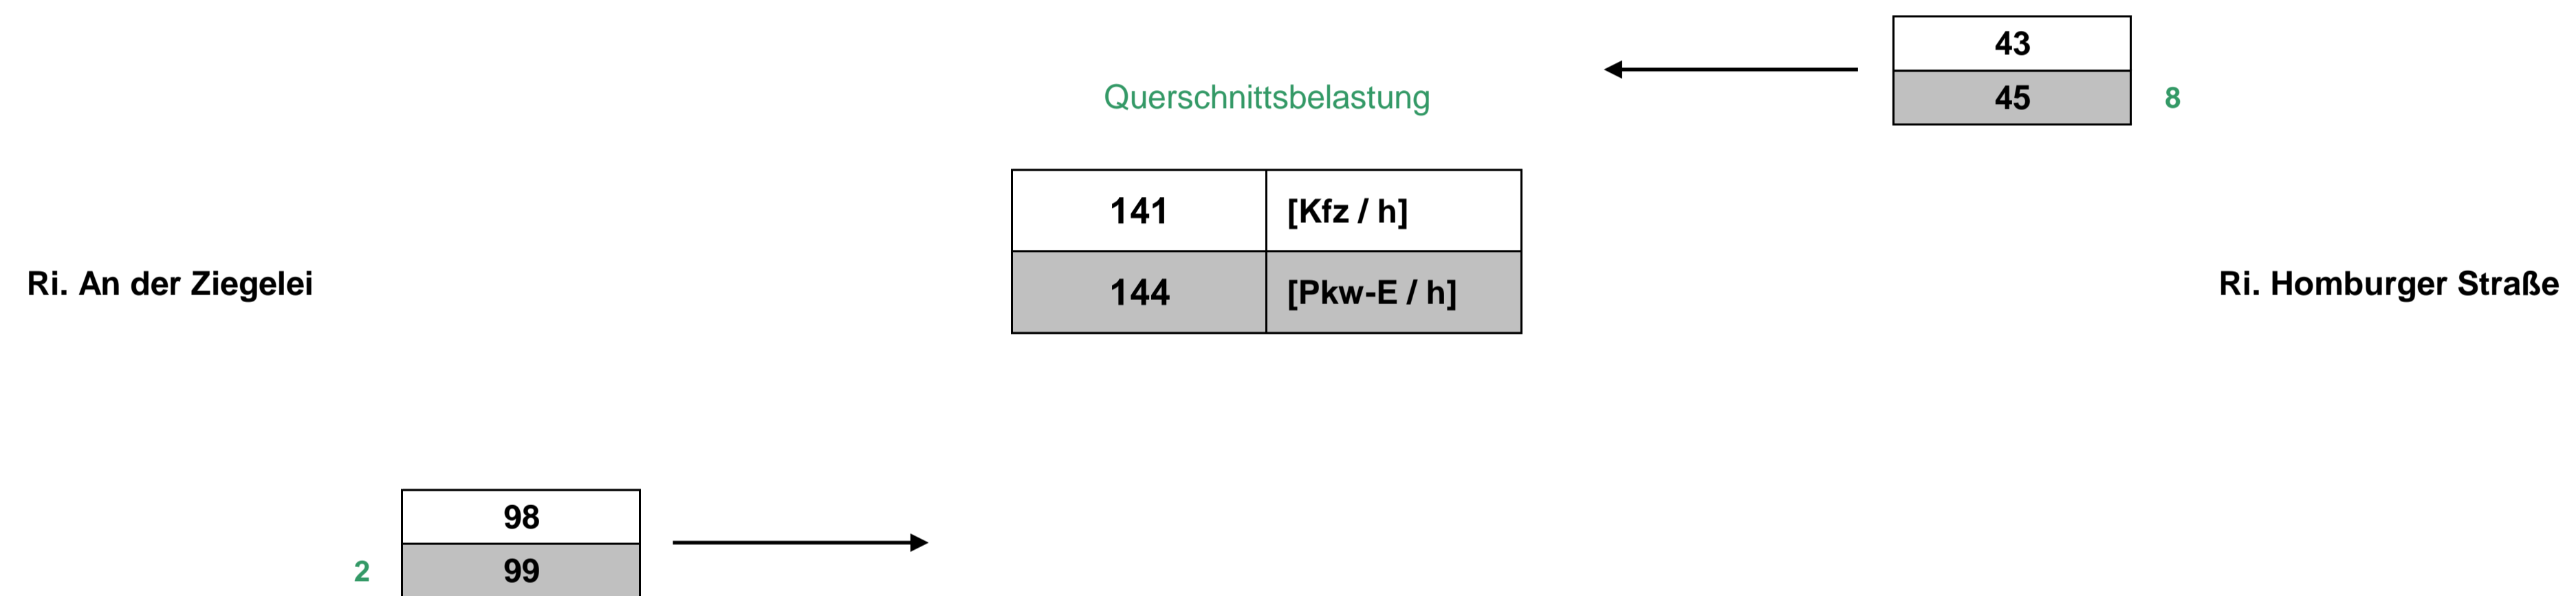 43
Querschnittsbelastung
45 8
141 [Kfz / h]
Ri. An der Ziegelei
144 [Pkw-E / h]
Ri. Homburger Straße
98
2 99